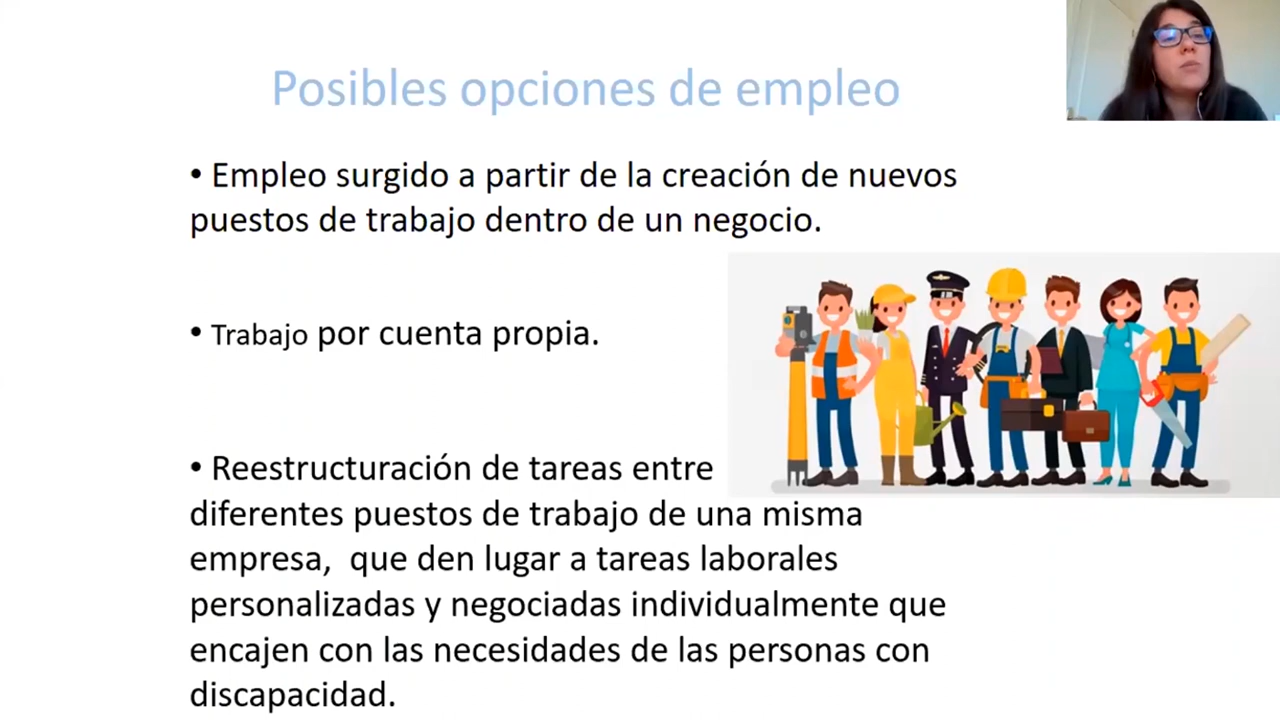 Posibles opciones de empleo
• Empleo surgido a partir de la creación de nuevos
puestos de trabajo dentro de un negocio.
• Trabajo por cuenta propia.
• Reestructuración de tareas entre
diferentes puestos de trabajo de una misma
empresa,  que den lugar a tareas laborales
personalizadas y negociadas individualmente que
encajen con las necesidades de las personas con
discapacidad.